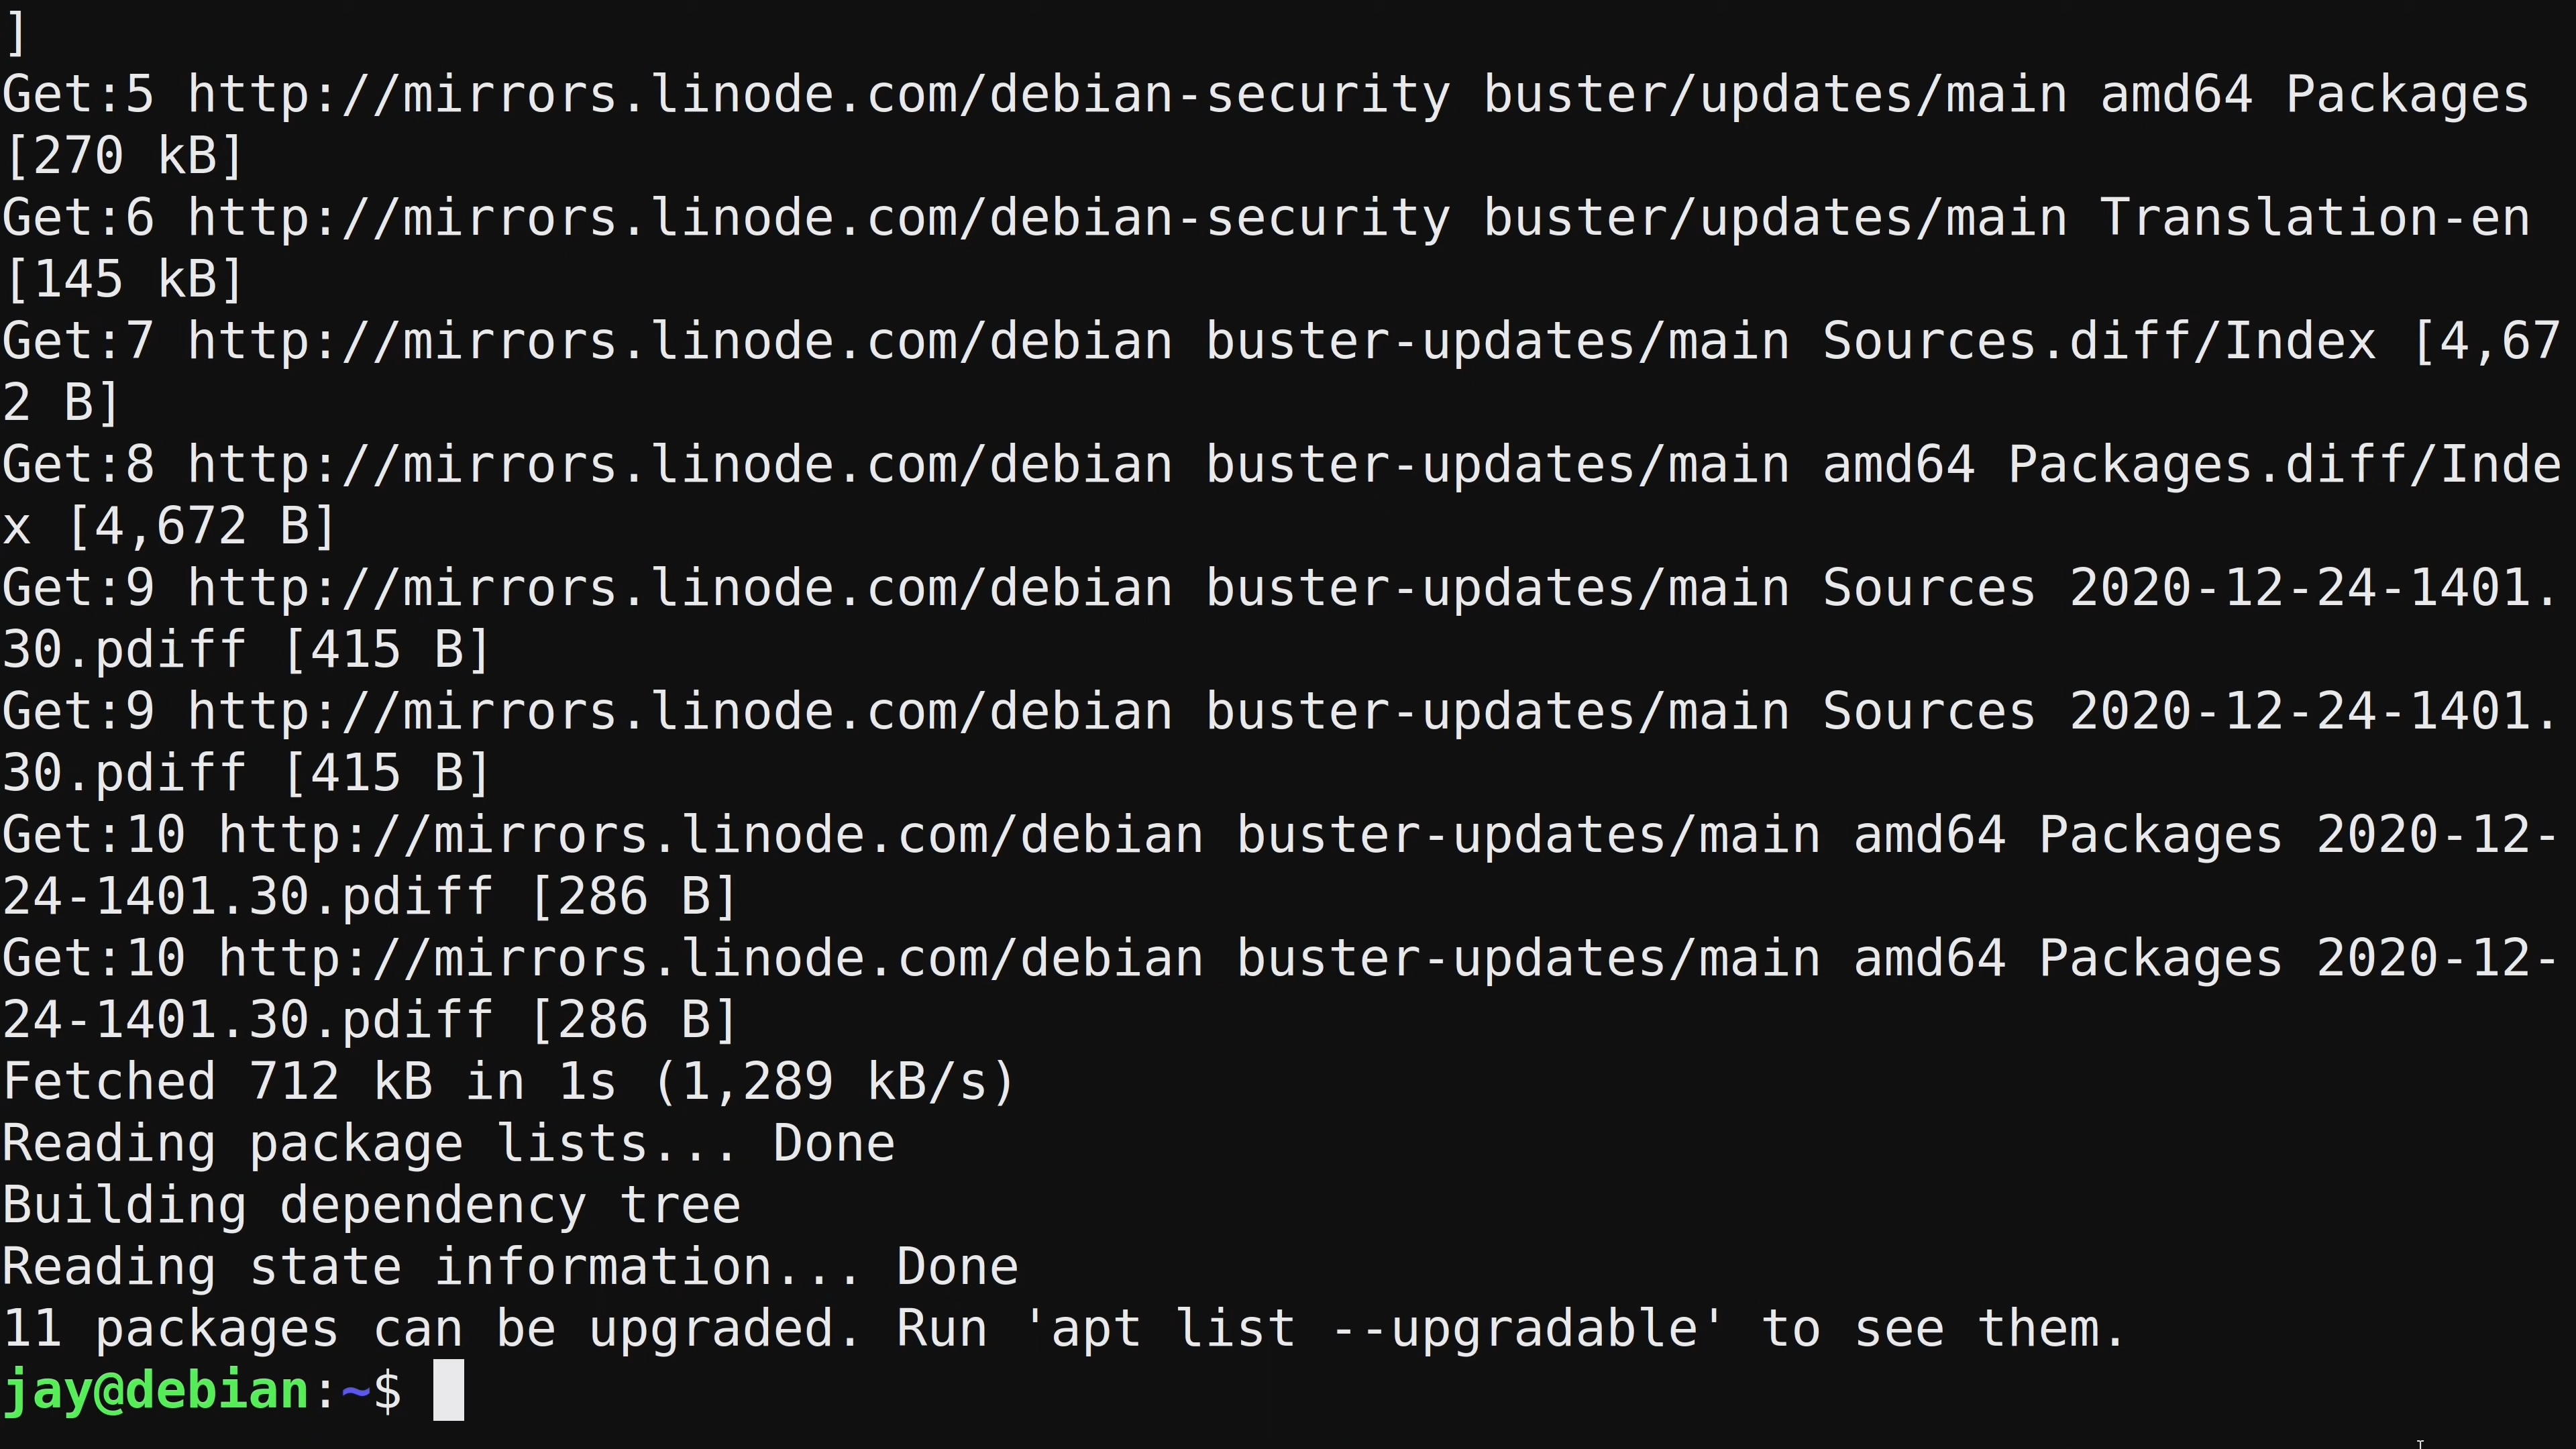 ]
Get:5 http://mirrors.linode.com/debian-security buster/updates/main amd64 Packages
[270 kB]
Get:6 http://mirrors.linode.com/debian-security buster/updates/main Translation-en
[145 kB]
Get:7 http://mirrors.linode.com/debian buster-updates/main Sources.diff/Index [4,67
2 B]
Get:8 http://mirrors.linode.com/debian buster-updates/main amd64 Packages.diff/Inde
x [4,672 B]
Get:9 http://mirrors.linode.com/debian buster-updates/main Sources 2020-12-24-1401.
30.pdiff [415 B]
Get:9 http://mirrors.linode.com/debian buster-updates/main Sources 2020-12-24-1401.
30.pdiff [415 B]
Get:10 http://mirrors.linode.com/debian buster-updates/main amd64 Packages 2020-12-
24-1401.30.pdiff [286 B]
Get:10 http://mirrors.linode.com/debian buster-updates/main amd64 Packages 2020-12-
24-1401.30.pdiff [286 B]
Fetched 712 kB in 1s (1,289 kB/s)
Reading package lists... Done
Building dependency tree
Reading state information... Done
11 packages can be upgraded. Run 'apt list --upgradable' to see them.
jay@debian:~$